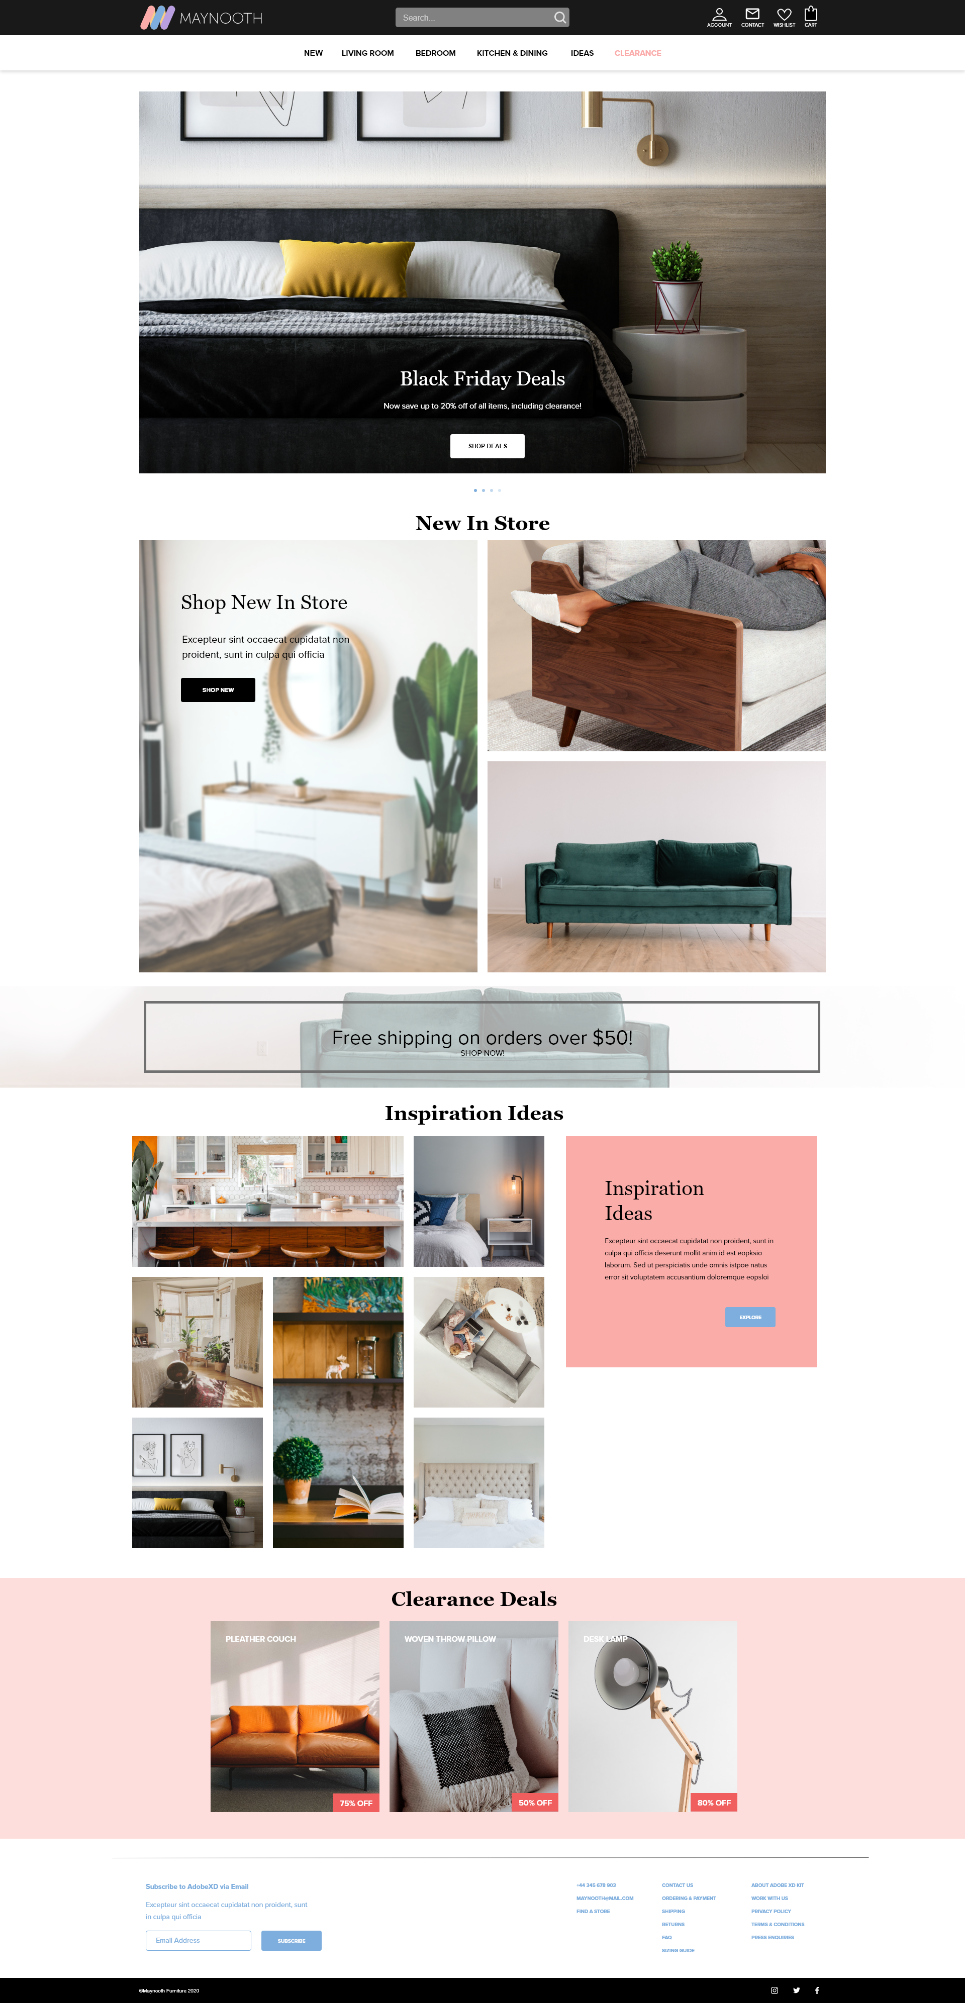 MAYNOOTH
Search...
ACCOUNT
CONTACT
WISHLIST
CART
NEW
LIVING ROOM
BEDROOM
KITCHEN & DINING
IDEAS
CLEARANCE
Black Friday Deals
Now save up to 20% off of all items, including clearance!
SHOP DEALS
New In Store
Shop New In Store
Excepteur sint occaecat cupidatat non
proident, sunt in culpa qui officia
SHOP NEW
Free shipping on orders over $50!
SHOP NOW!
Inspiration Ideas
Inspiration
Ideas
Excepteur sint occaecat cupidatat non proident, sunt in
culpa qui officia deserunt mollit anim id est eopksao
laborum. Sed ut perspiciatis unde omnis istpoe natus
error sit voluptatem accusantium doloremque eopsloi
EXPLORE
Clearance Deals
PLEATHER COUCH
75% OFF
WOVEN THROW PILLOW
50% OFF
DESK LAMP
80% OFF
Subscribe to AdobeXD via Email
Excepteur sint occaecat cupidatat non proident, sunt
in culpa qui officia
Email Address
SUBSCRIBE
+44 345 678 903
MAYNOOTH@MAIL.COM
FIND A STORE
CONTACT US
ORDERING & PAYMENT
SHIPPING
RETURNS
FAQ
SIZING GUIDE
ABOUT ADOBE XD KIT
WORK WITH US
PRIVACY POLICY
TERMS & CONDITIONS
PRESS ENQUIRIES
©Maynooth Furniture 2020